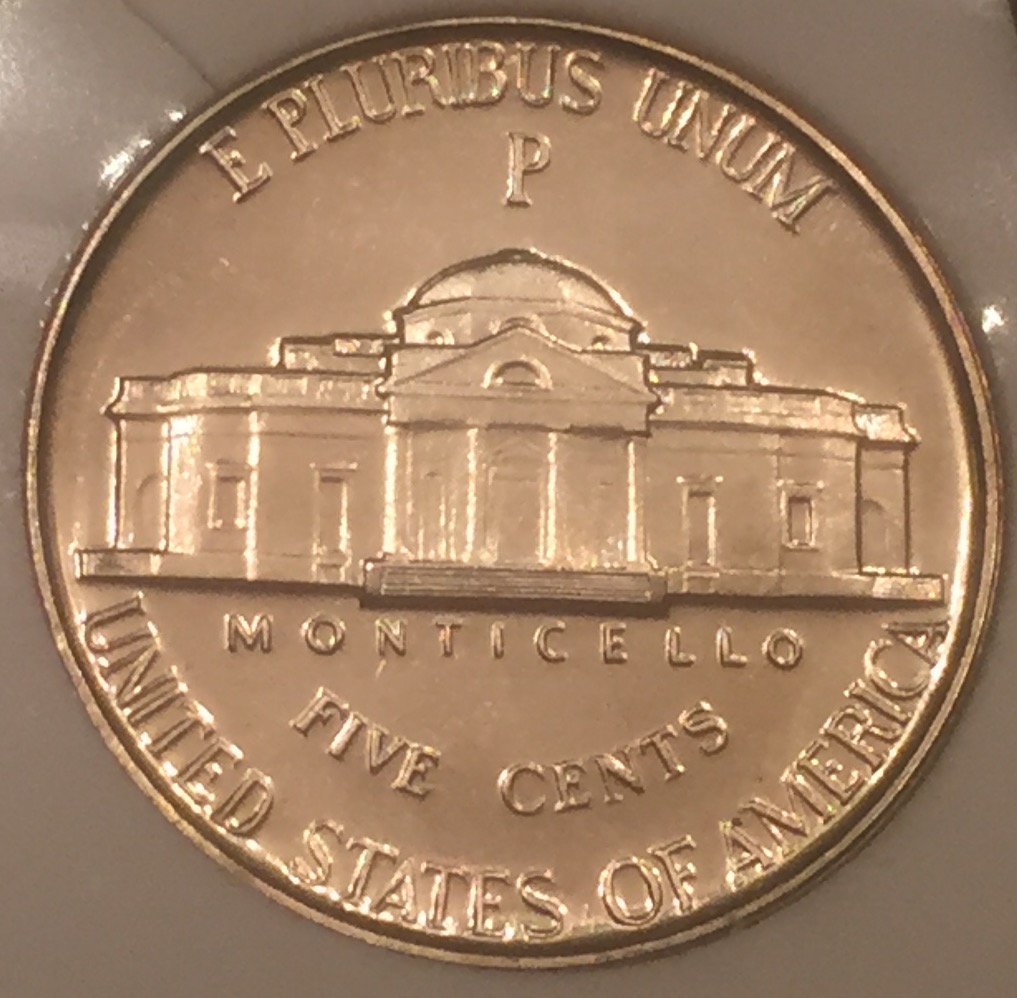 E PLURIBUS UNUM
P
MONTICELLO
FIVE CENTS
UNITED STATES OF AMERICA